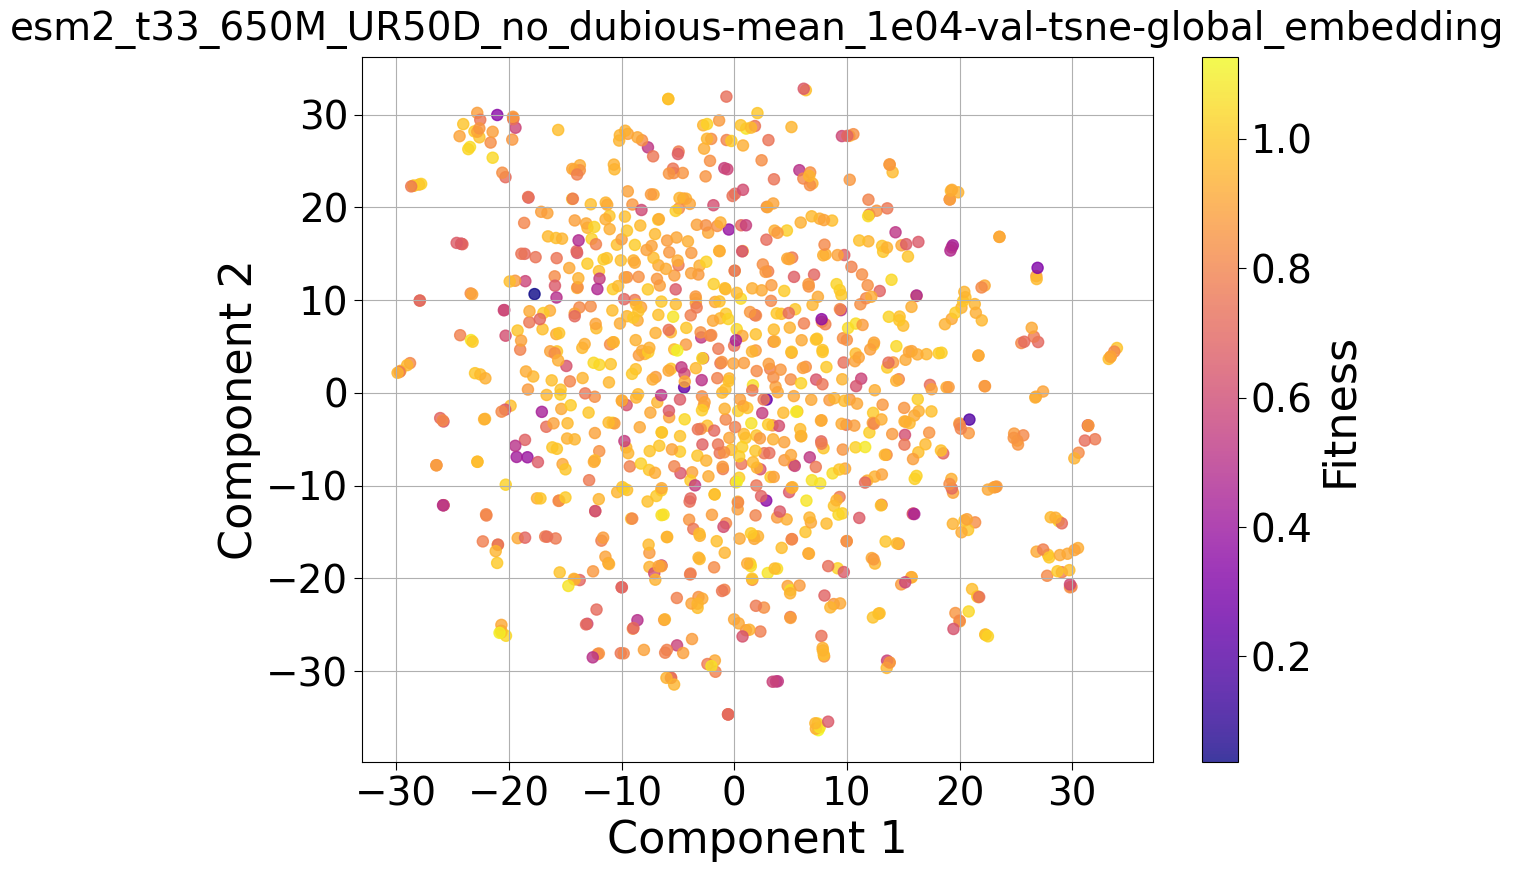 esm2_t33_650M_UR50D_no_dubious-mean_1e04-val-tsne-global_embedding
Component 2
30
20
10
0
−10
−20
−30
−30 −20 −10 0 10 20 30
Component 1
1.0
0.8
0.6
0.4
0.2
Fitness